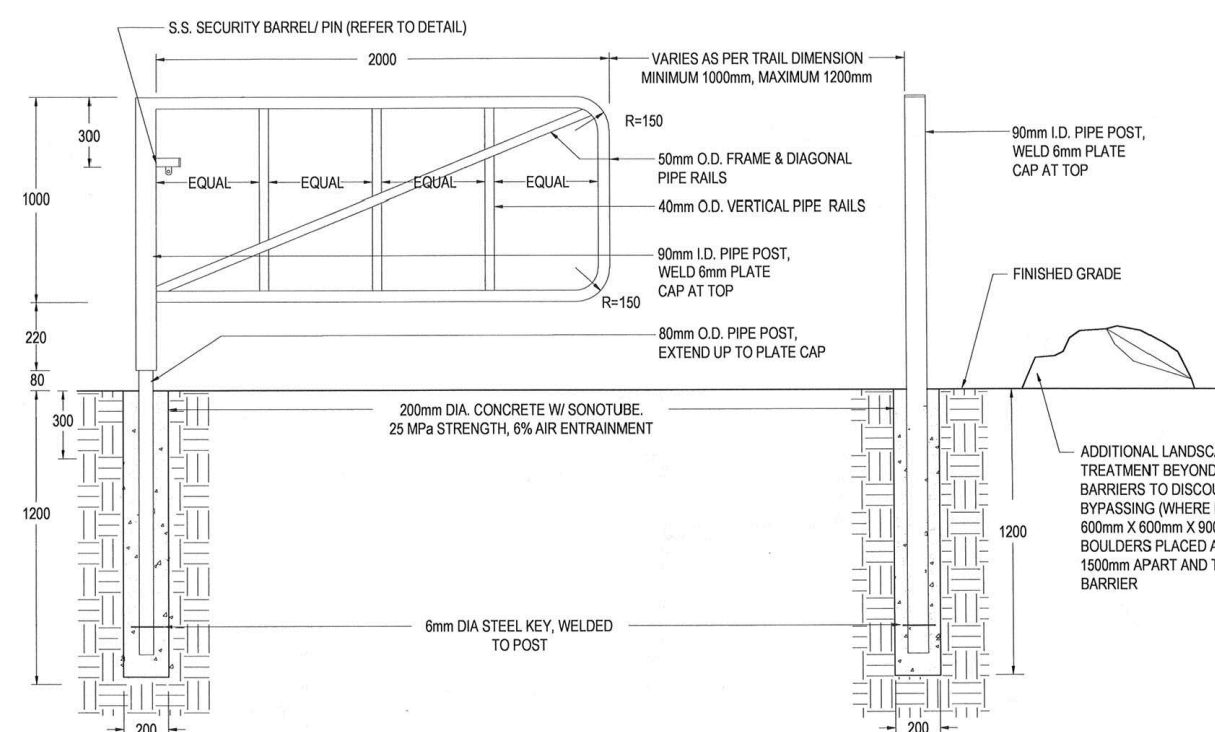 S.S. SECURITY BARREL/ PIN (REFER TO DETAIL)
2000
VARIES AS PER TRAIL DIMENSION
MINIMUM 1000mm, MAXIMUM 1200mm
300
R=150
90mm I.D. PIPE POST,
WELD 6mm PLATE
CAP AT TOP
50mm O.D. FRAME & DIAGONAL
PIPE RAILS
EQUAL
EQUAL
EQUAL
EQUAL
1000
40mm O.D. VERTICAL PIPE RAILS
90mm I.D. PIPE POST,
WELD 6mm PLATE
CAP AT TOP
FINISHED GRADE
R=150
220
80mm O.D. PIPE POST,
EXTEND UP TO PLATE CAP
80
300
200mm DIA. CONCRETE W/ SONOTUBE.
25 MPa STRENGTH, 6% AIR ENTRAINMENT
ADDITIONAL LANDSCA
TREATMENT BEYOND
BARRIERS TO DISCOU
BYPASSING (WHERE
600mm X 600mm X 900
BOULDERS PLACED A
1500mm APART AND T
BARRIER
1200
1200
6mm DIA STEEL KEY, WELDED
TO POST
200
200